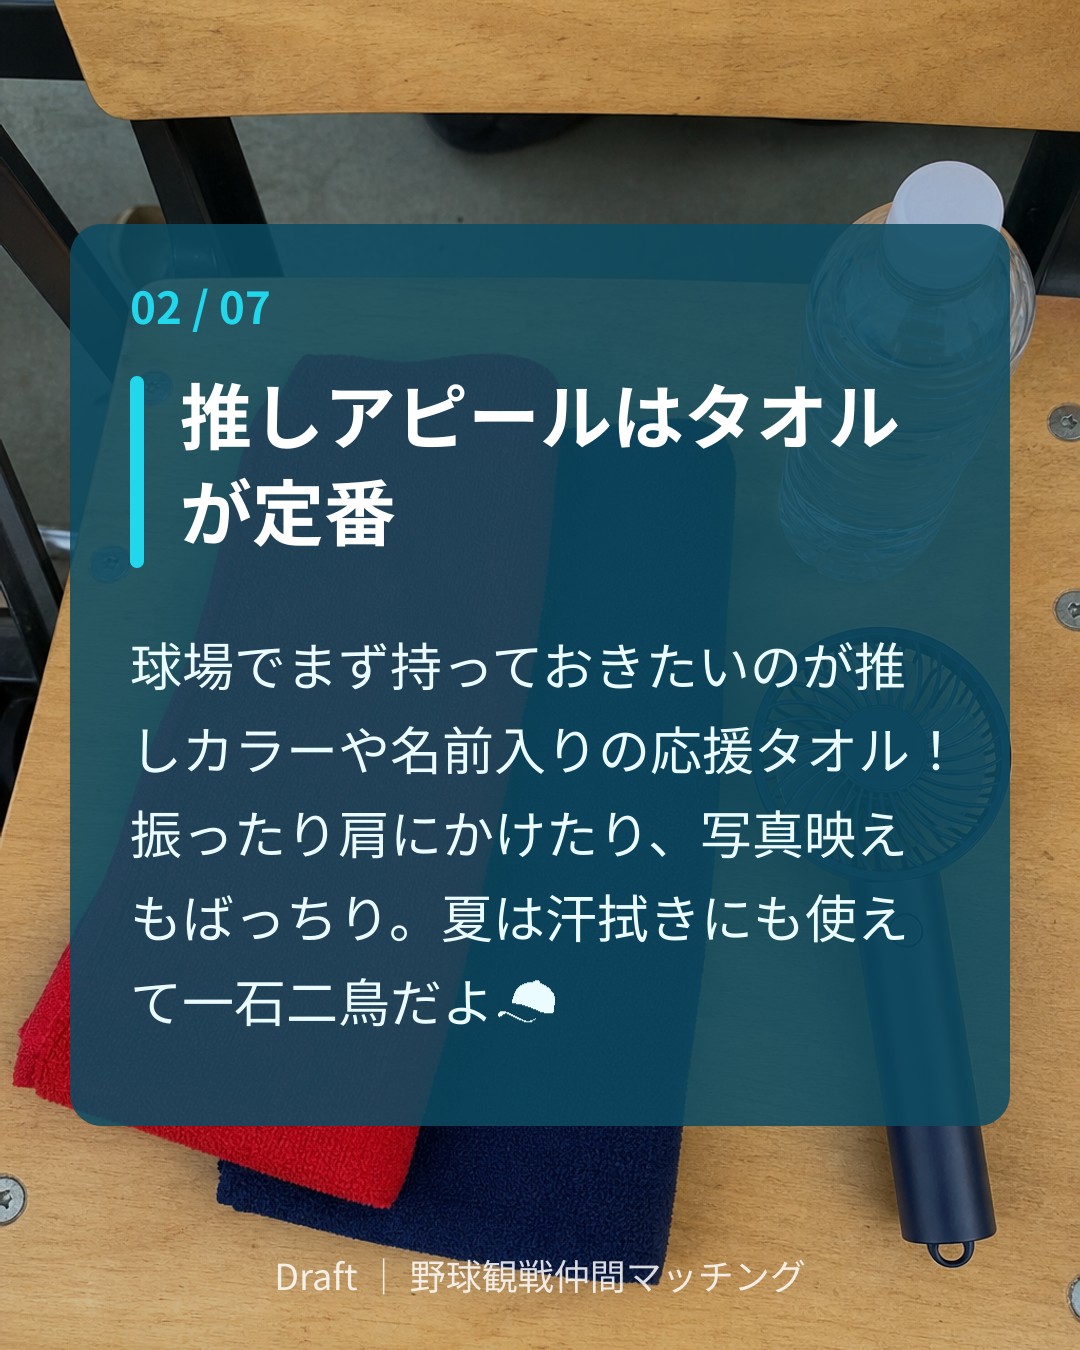 02 / 07
推しアピールはタオル
が定番
球場でまず持っておきたいのが推
しカラーや名前入りの応援タオル！
振ったり肩にかけたり、写真映え
もばっちり。夏は汗拭きにも使え
て一石二鳥だよ🧢
Draft ｜ 野球観戦仲間マッチング